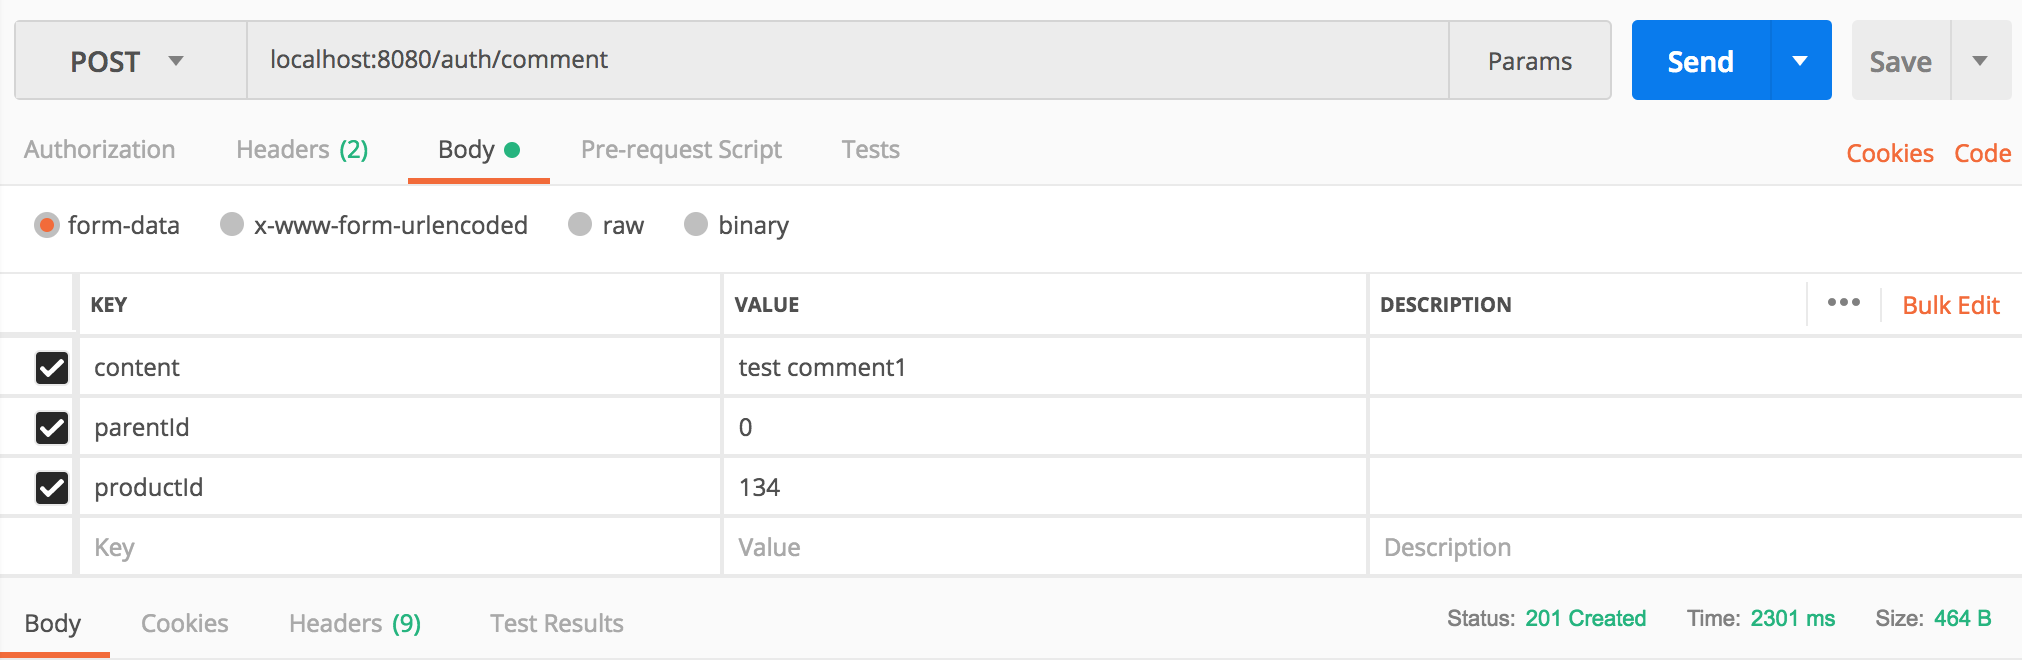 POST localhost:8080/auth/comment Params Send Save
Authorization Headers (2) Body Pre-request Script Tests Cookies Code
form-data x-www-form-urlencoded raw binary
KEY VALUE DESCRIPTION ••• Bulk Edit
content test comment1
parentId 0
productId 134
Key Value Description
Body Cookies Headers (9) Test Results Status: 201 Created Time: 2301 ms Size: 464 B